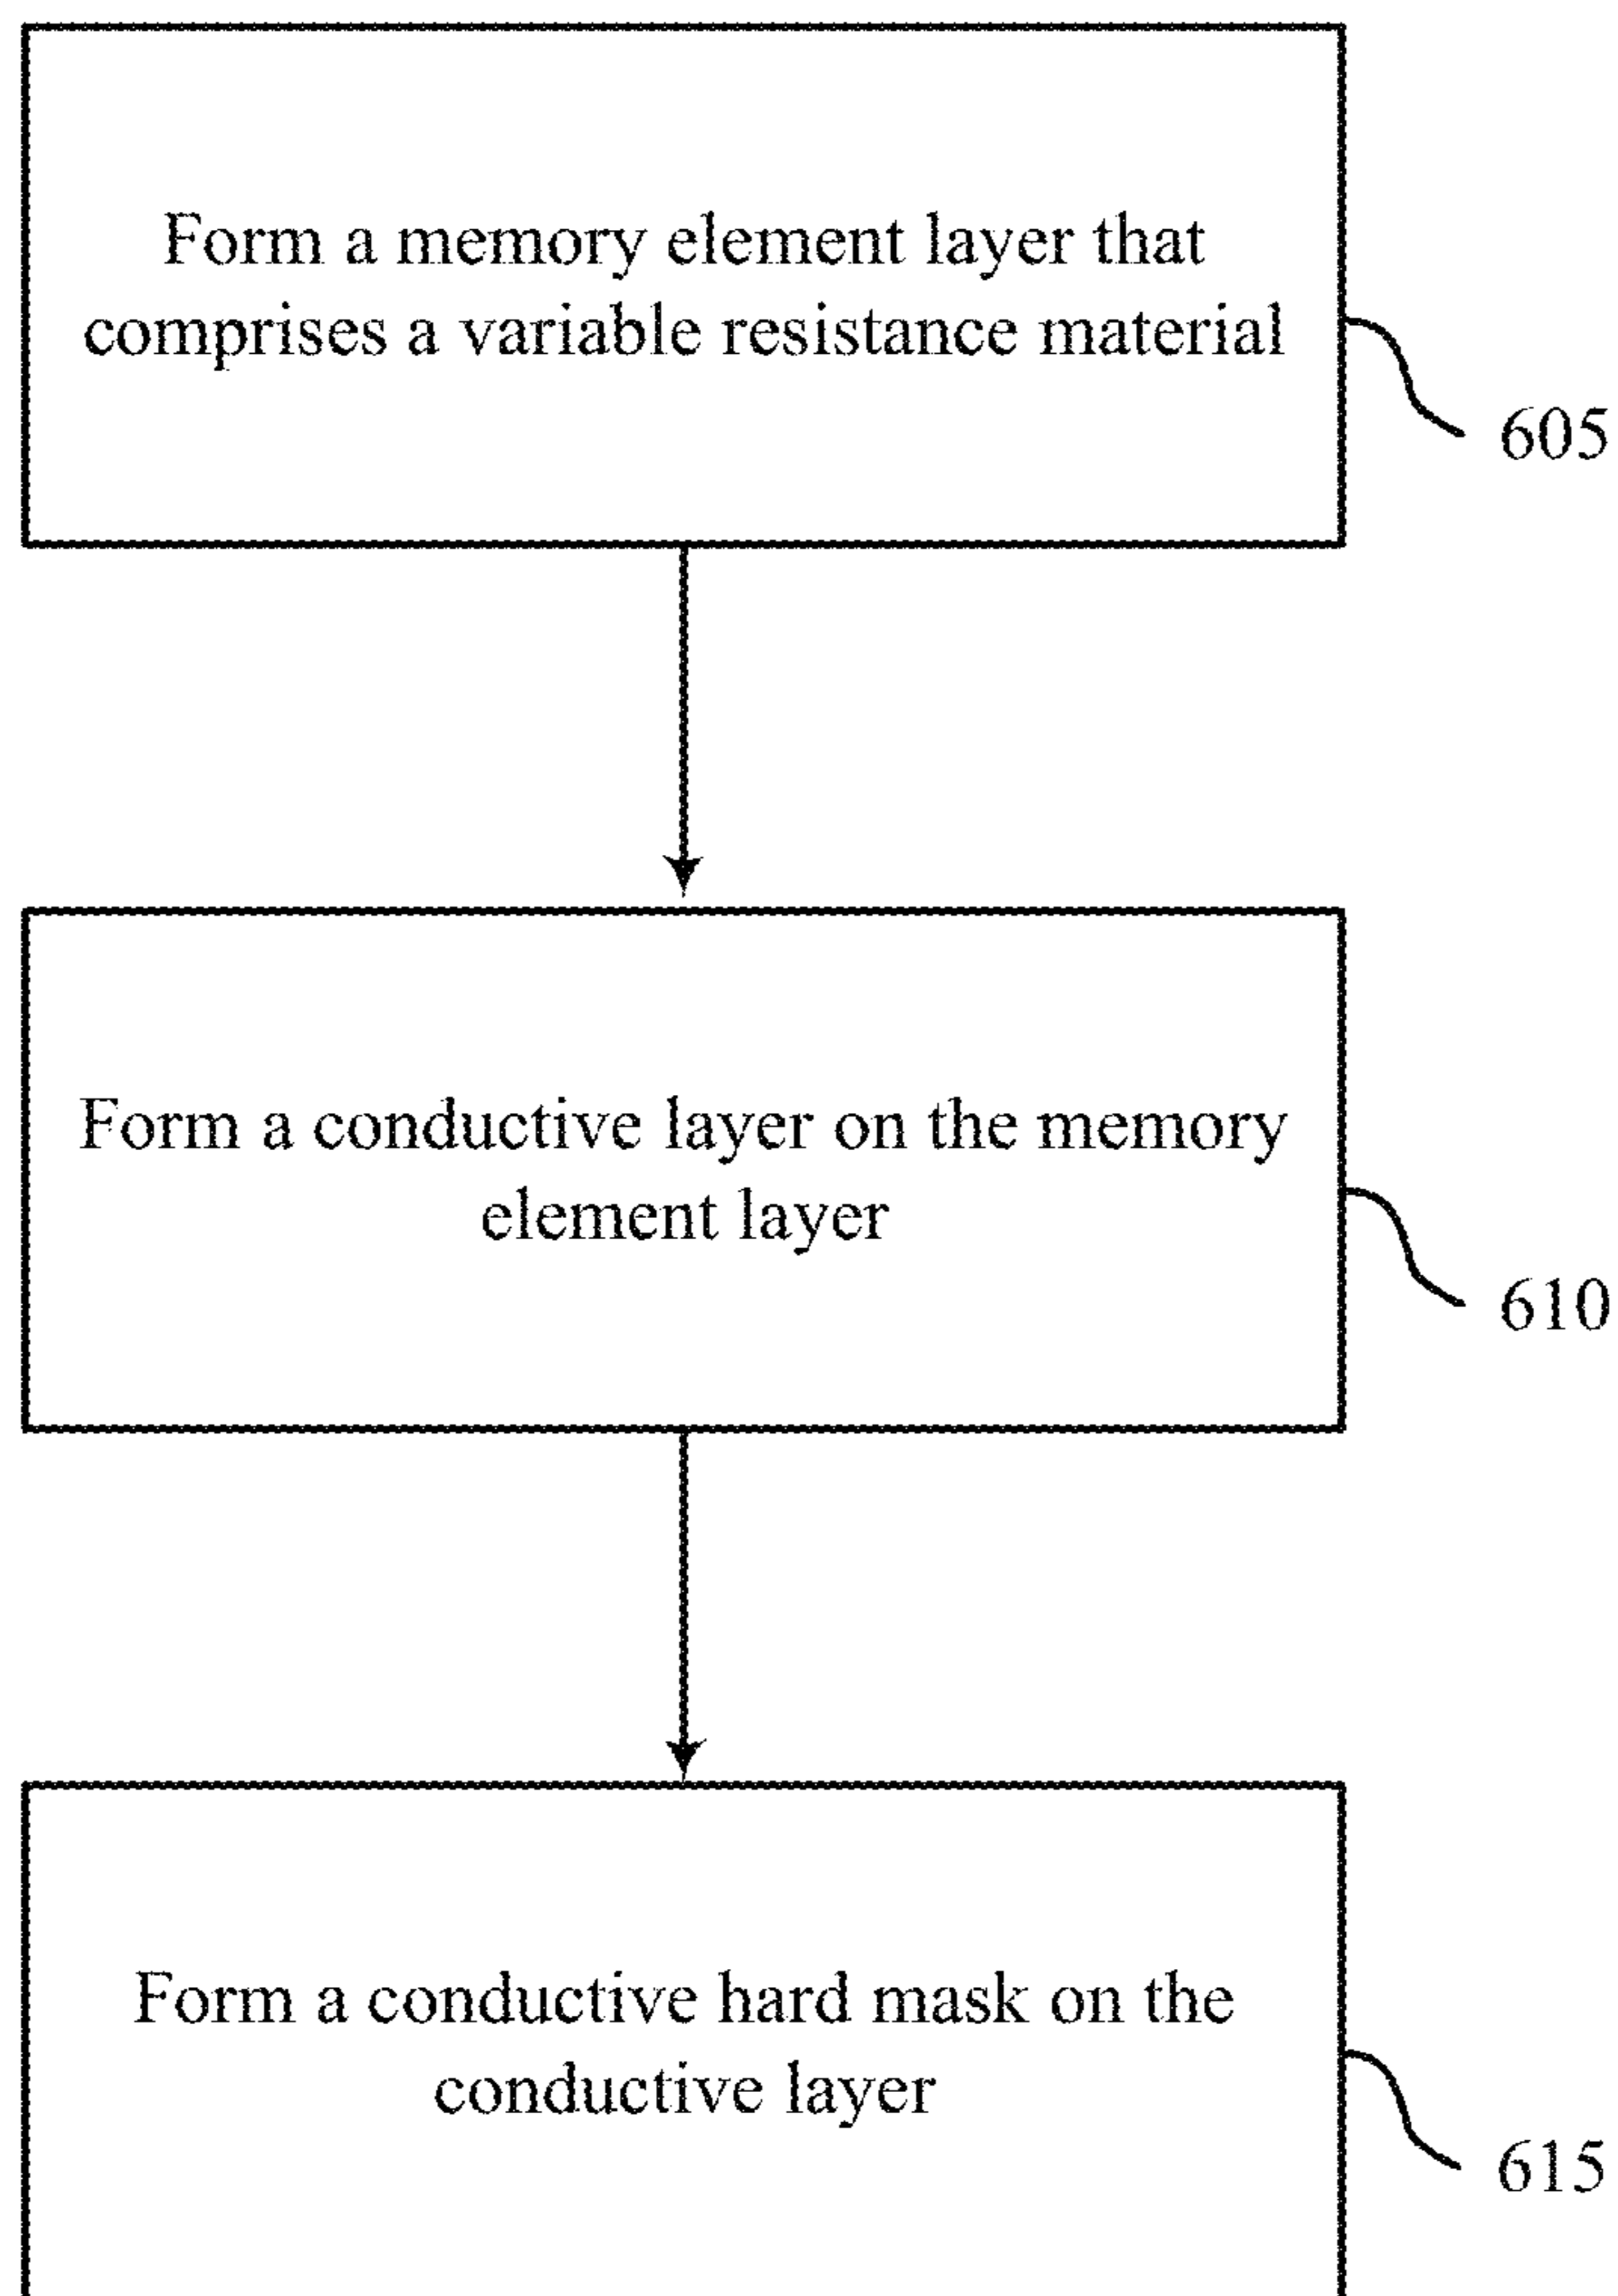 Form a memory element layer that
comprises a variable resistance material
605
Form a conductive layer on the memory
element layer
610
Form a conductive hard mask on the
conductive layer
615